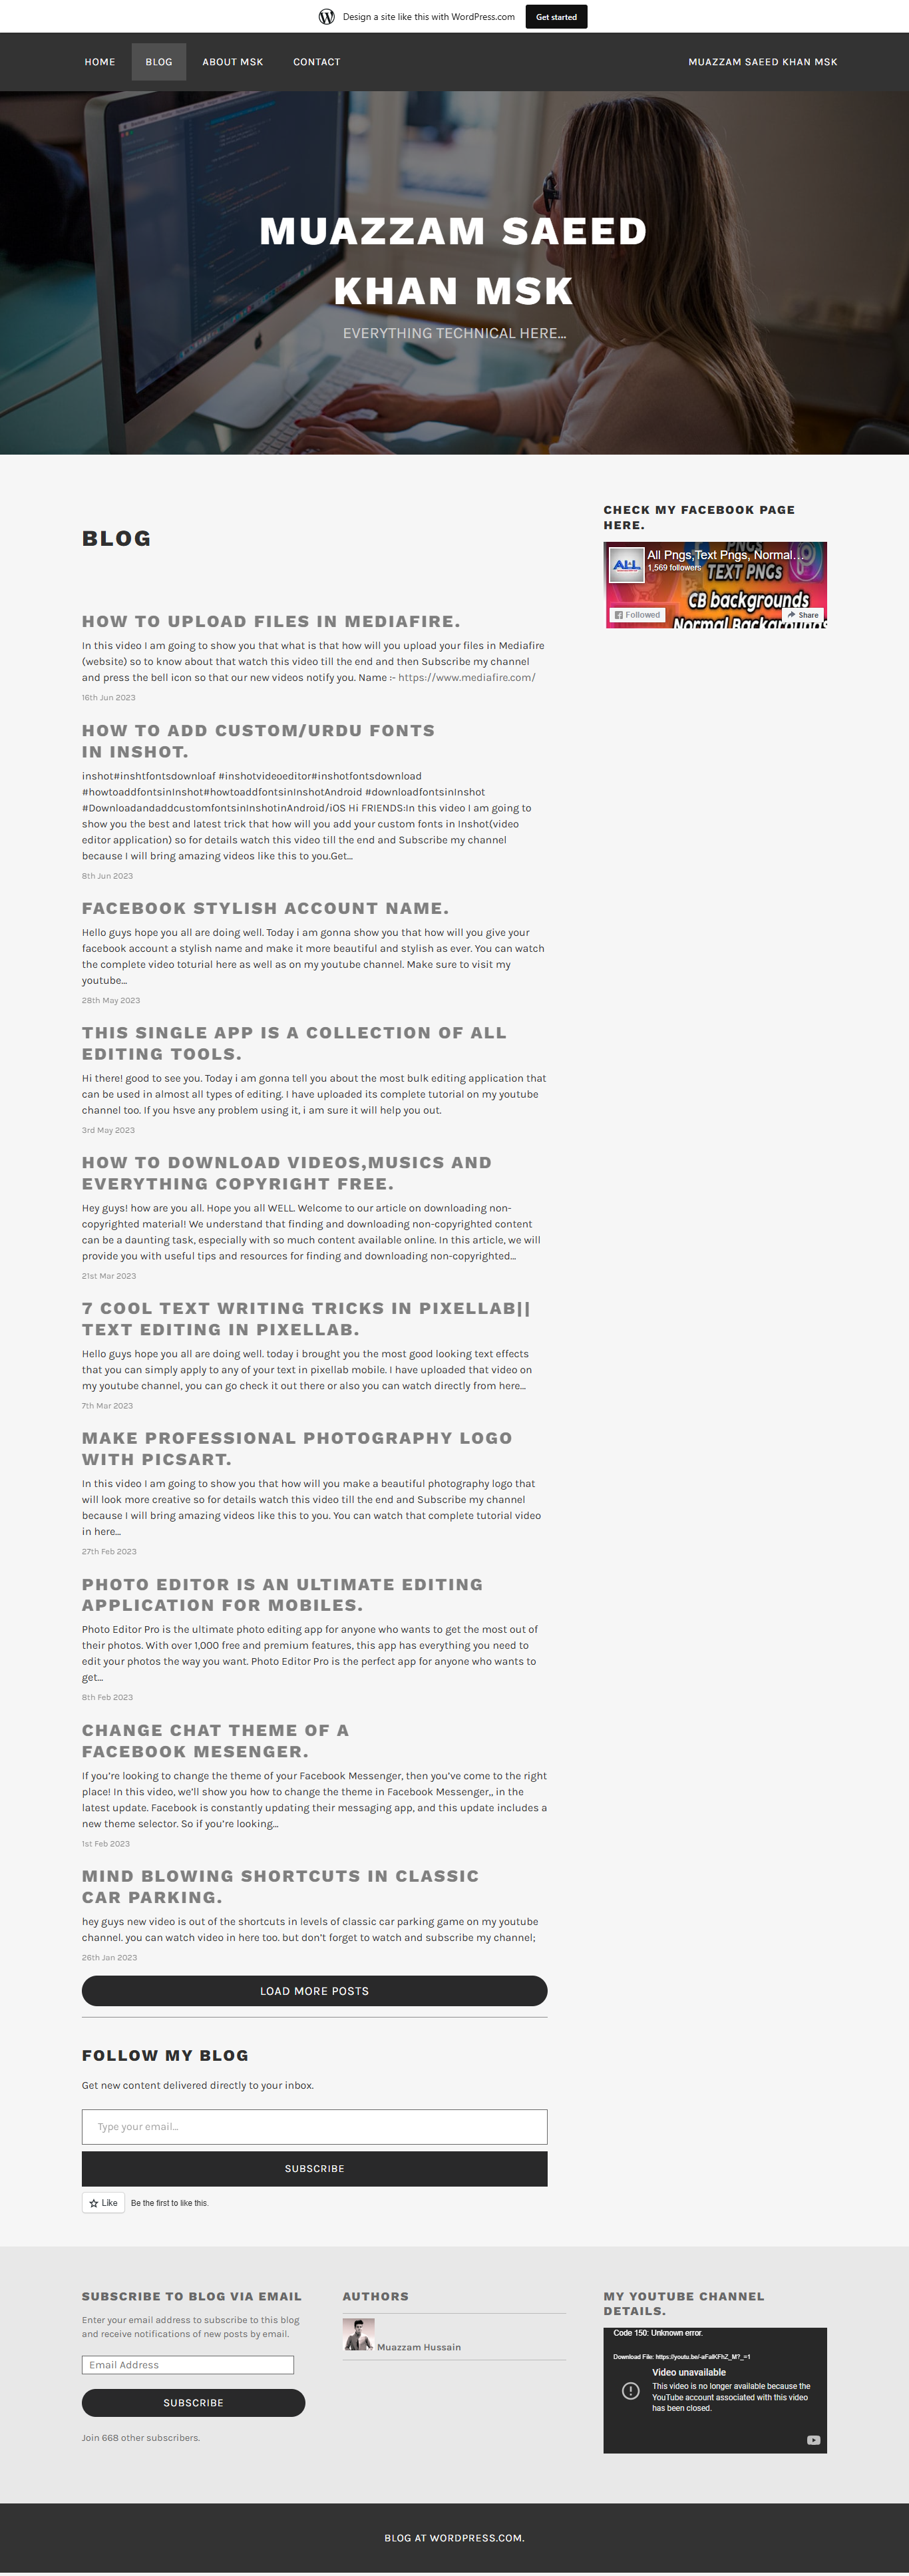 Design a site like this with WordPress.com
Get started
HOME
BLOG
ABOUT MSK
CONTACT
MUAZZAM SAEED KHAN MSK
MUAZZAM SAEED
KHAN MSK
EVERYTHING TECHNICAL HERE...
BLOG
HOW TO UPLOAD FILES IN MEDIAFIRE.
In this video I am going to show you that what is that how will you upload your files in Mediafire
(website) so to know about that watch this video till the end and then Subscribe my channel
and press the bell icon so that our new videos notify you. Name :- https://www.mediafire.com/
16th Jun 2023
HOW TO ADD CUSTOM/URDU FONTS
IN INSHOT.
inshot#inshtfontsdownloaf #inshotvideoeditor#inshotfontsdownload
#howtoaddfontsinInshot#howtoaddfontsinInshotAndroid #downloadfontsinInshot
#DownloadandaddcustomfontsinInshotinAndroid/iOS Hi FRIENDS:In this video I am going to
show you the best and latest trick that how will you add your custom fonts in Inshot(video
editor application) so for details watch this video till the end and Subscribe my channel
because I will bring amazing videos like this to you.Get...
8th Jun 2023
FACEBOOK STYLISH ACCOUNT NAME.
Hello guys hope you all are doing well. Today i am gonna show you that how will you give your
facebook account a stylish name and make it more beautiful and stylish as ever. You can watch
the complete video toturial here as well as on my youtube channel. Make sure to visit my
youtube...
28th May 2023
THIS SINGLE APP IS A COLLECTION OF ALL
EDITING TOOLS.
Hi there! good to see you. Today i am gonna tell you about the most bulk editing application that
can be used in almost all types of editing. I have uploaded its complete tutorial on my youtube
channel too. If you hsve any problem using it, i am sure it will help you out.
3rd May 2023
HOW TO DOWNLOAD VIDEOS,MUSICS AND
EVERYTHING COPYRIGHT FREE.
Hey guys! how are you all. Hope you all WELL. Welcome to our article on downloading non-
copyrighted material! We understand that finding and downloading non-copyrighted content
can be a daunting task, especially with so much content available online. In this article, we will
provide you with useful tips and resources for finding and downloading non-copyrighted...
21st Mar 2023
7 COOL TEXT WRITING TRICKS IN PIXELLAB||
TEXT EDITING IN PIXELLAB.
Hello guys hope you all are doing well. today i brought you the most good looking text effects
that you can simply apply to any of your text in pixellab mobile. I have uploaded that video on
my youtube channel, you can go check it out there or also you can watch directly from here...
7th Mar 2023
MAKE PROFESSIONAL PHOTOGRAPHY LOGO
WITH PICSART.
In this video I am going to show you that how will you make a beautiful photography logo that
will look more creative so for details watch this video till the end and Subscribe my channel
because I will bring amazing videos like this to you. You can watch that complete tutorial video
in here...
27th Feb 2023
PHOTO EDITOR IS AN ULTIMATE EDITING
APPLICATION FOR MOBILES.
Photo Editor Pro is the ultimate photo editing app for anyone who wants to get the most out of
their photos. With over 1,000 free and premium features, this app has everything you need to
edit your photos the way you want. Photo Editor Pro is the perfect app for anyone who wants to
get...
8th Feb 2023
CHANGE CHAT THEME OF A
FACEBOOK MESENGER.
If you're looking to change the theme of your Facebook Messenger, then you've come to the right
place! In this video, we'll show you how to change the theme in Facebook Messenger,, in the
latest update. Facebook is constantly updating their messaging app, and this update includes a
new theme selector. So if you're looking...
1st Feb 2023
MIND BLOWING SHORTCUTS IN CLASSIC
CAR PARKING.
hey guys new video is out of the shortcuts in levels of classic car parking game on my youtube
channel. you can watch video in here too. but don't forget to watch and subscribe my channel;
26th Jan 2023
LOAD MORE POSTS
FOLLOW MY BLOG
Get new content delivered directly to your inbox.
Type your email...
SUBSCRIBE
Like
Be the first to like this.
CHECK MY FACEBOOK PAGE
HERE.
All Pngs,Text Pngs, Normal...
1,569 followers
PNGS
TEXT PNGs
CB backgrounds
Normal Backgrounds
ALL
Followed
Share
SUBSCRIBE TO BLOG VIA EMAIL
Enter your email address to subscribe to this blog
and receive notifications of new posts by email.
Email Address
SUBSCRIBE
Join 668 other subscribers.
AUTHORS
Muazzam Hussain
MY YOUTUBE CHANNEL
DETAILS.
Code 150: Unknown error.
Download File: https://youtu.be/-aFalKFhZ_M?_=1
Video unavailable
This video is no longer available because the
YouTube account associated with this video
has been closed.
BLOG AT WORDPRESS.COM.